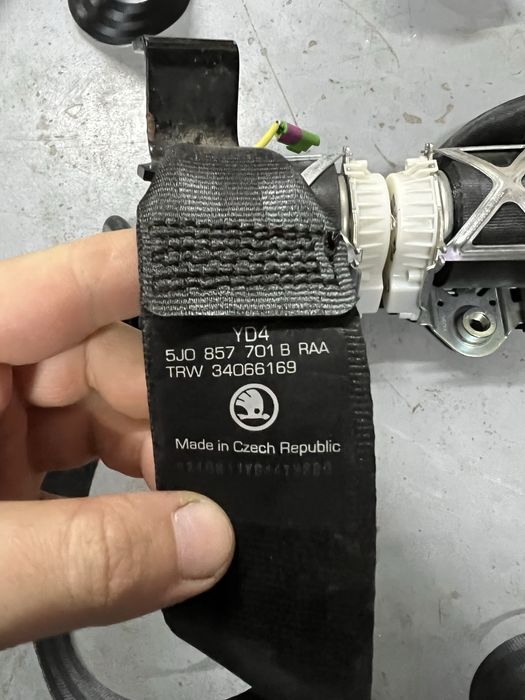 YD4
5J0 857 701 B RAA
TRW 34066169
Made in Czech Republic